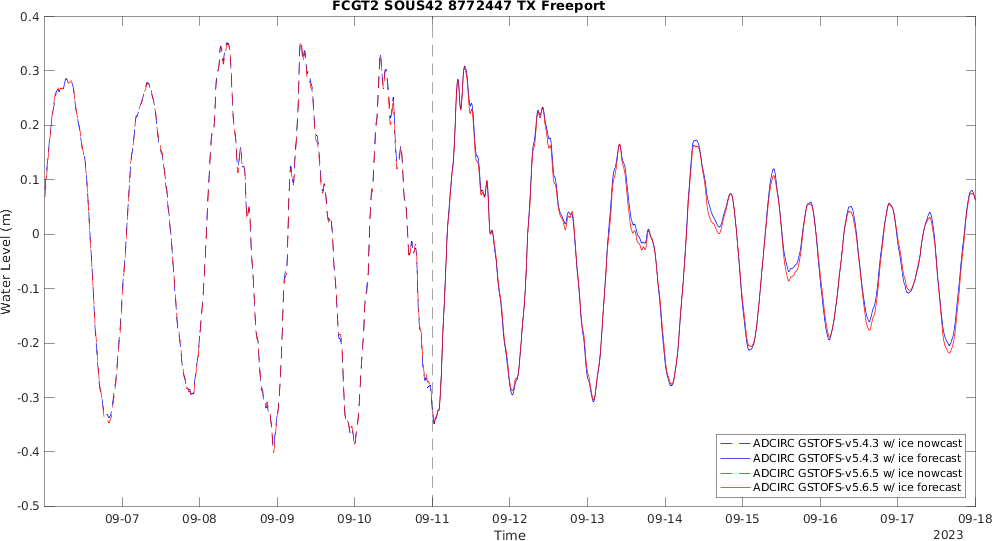 FCGT2 SOUS42 8772447 TX Freeport
0.4
0.3
0.2
0.1
0
-0.1
-0.2
-0.3
-0.4
-0.5
Water Level (m)
ADCIRC GSTOFS-v5.4.3 w/ ice nowcast
ADCIRC GSTOFS-v5.4.3 w/ ice forecast
ADCIRC GSTOFS-v5.6.5 w/ ice nowcast
ADCIRC GSTOFS-v5.6.5 w/ ice forecast
09-07 09-08 09-09 09-10 09-11 09-12 09-13 09-14 09-15 09-16 09-17 09-18
Time
2023